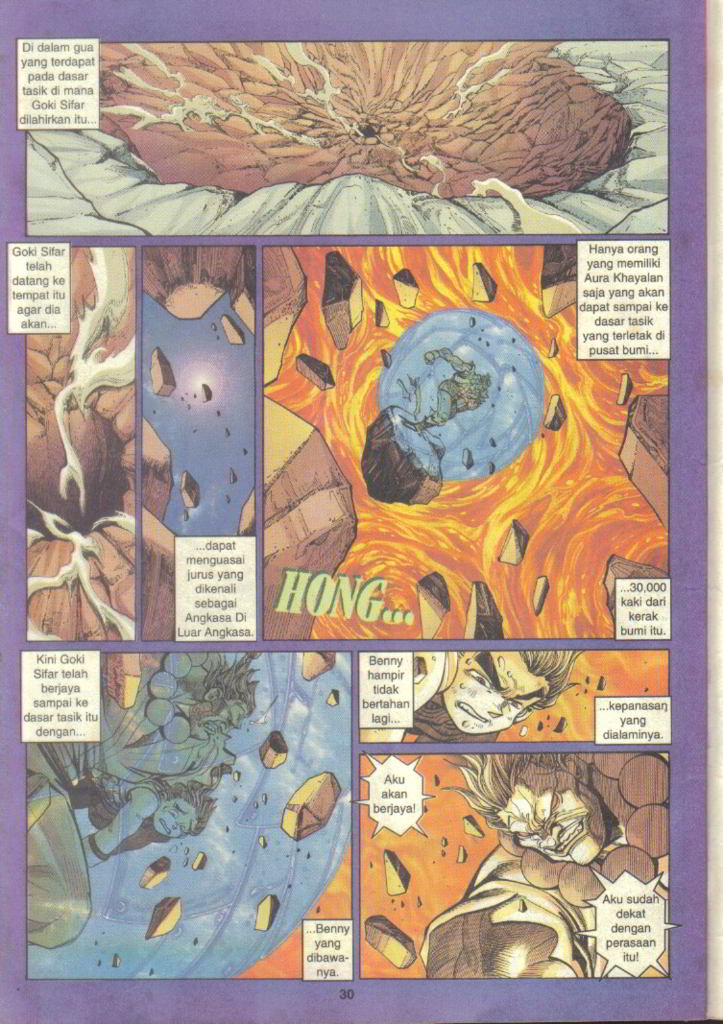 Di dalam gua
yang terdapat
pada dasar
tasik di mana
Goki Sifar
dilahirkan itu...
Goki Sifar
telah
datang ke
tempat itu
agar dia
akan...
...dapat
menguasai
jurus yang
dikenali
sebagai
Angkasa Di
Luar Angkasa.
Hanya orang
yang memiliki
Aura Khayalan
saja yang akan
dapat sampai ke
dasar tasik
yang terletak di
pusat bumi...
HONG...
...30,000
kaki dari
kerak
bumi itu.
Kini Goki
Sifar telah
berjaya
sampai ke
dasar tasik itu
dengan...
...Benny
yang
dibawa-
nya.
Benny
hampir
tidak
bertahan
lagi...
...kepanasan
yang
dialaminya.
Aku
akan
berjaya!
Aku sudah
dekat
dengan
perasaan
itu!
30